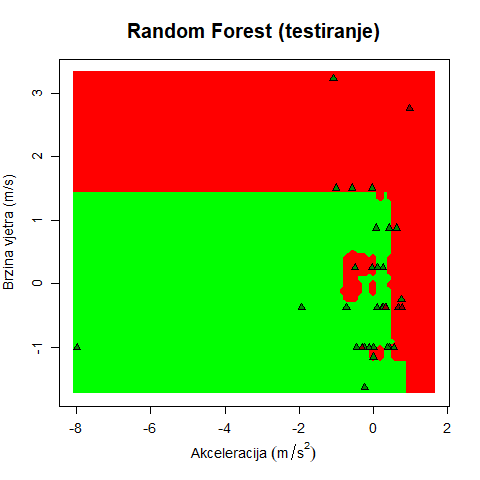 Random Forest (testiranje)
Brzina vjetra (m/s)
3
2
1
0
-1
-8 -6 -4 -2 0 2
Akceleracija (m/s²)